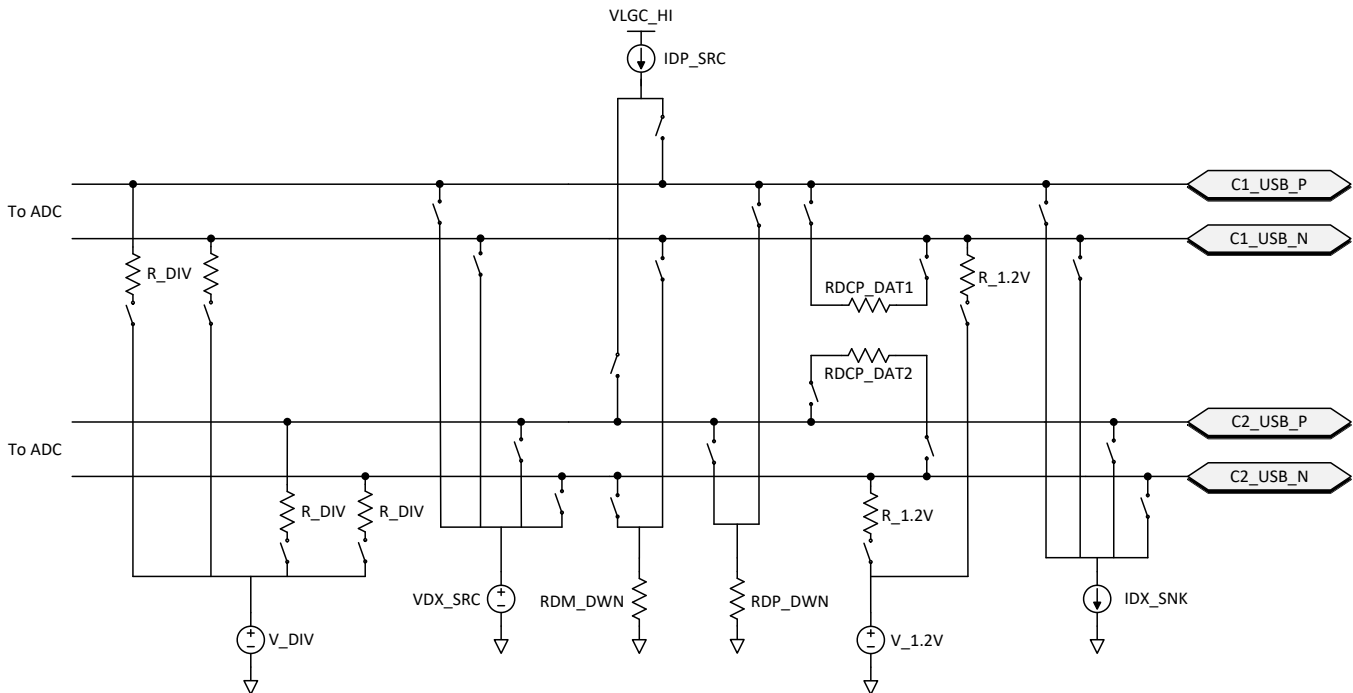 VLGC_HI
IDP_SRC
C1_USB_P
To ADC
C1_USB_N
R_DIV
R_1.2V
RDCP_DAT1
RDCP_DAT2
C2_USB_P
To ADC
C2_USB_N
R_DIV
R_DIV
R_1.2V
VDX_SRC
RDM_DWN
RDP_DWN
IDX_SNK
V_DIV
V_1.2V